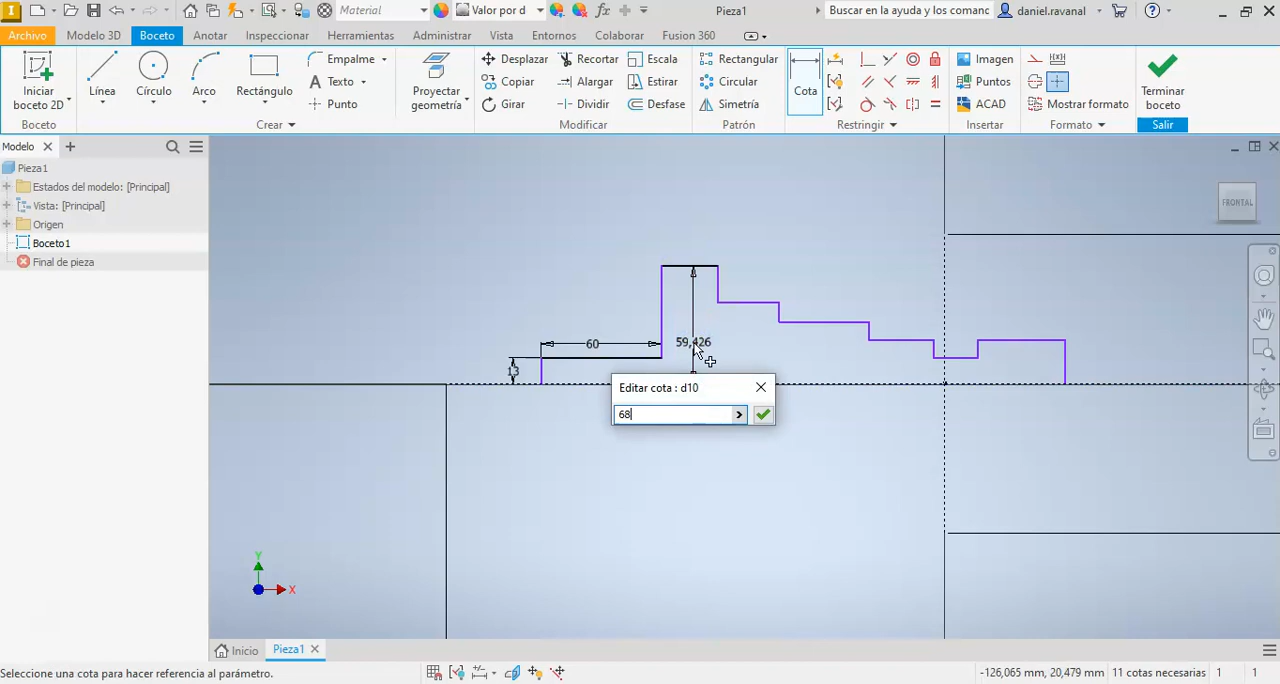 I Material Valor por d fx Pieza1 Buscar en la ayuda y los comanc daniel.ravanal ?
Archivo Modelo 3D Boceto Anotar Inspeccionar Herramientas Administrar Vista Entornos Colaborar Fusion 360
Iniciar boceto 2D Línea Círculo Arco Rectángulo Empalme Proyectar geometría Desplazar Recortar Escala Rectangular Cota Imagen Terminar boceto
Texto Copiar Alargar Estirar Circular Puntos
Punto Girar Dividir Desfase Simetría ACAD Mostrar formato
Boceto Crear Modificar Patrón Restringir Insertar Formato Salir
Modelo
Pieza1
Estados del modelo: [Principal]
Vista: [Principal]
Origen
Boceto1
Final de pieza
FRONTAL
60
59,426
13
Editar cota : d10
68
Y
X
Inicio Pieza1
Seleccione una cota para hacer referencia al parámetro. -126,065 mm, 20,479 mm 11 cotas necesarias 1 1